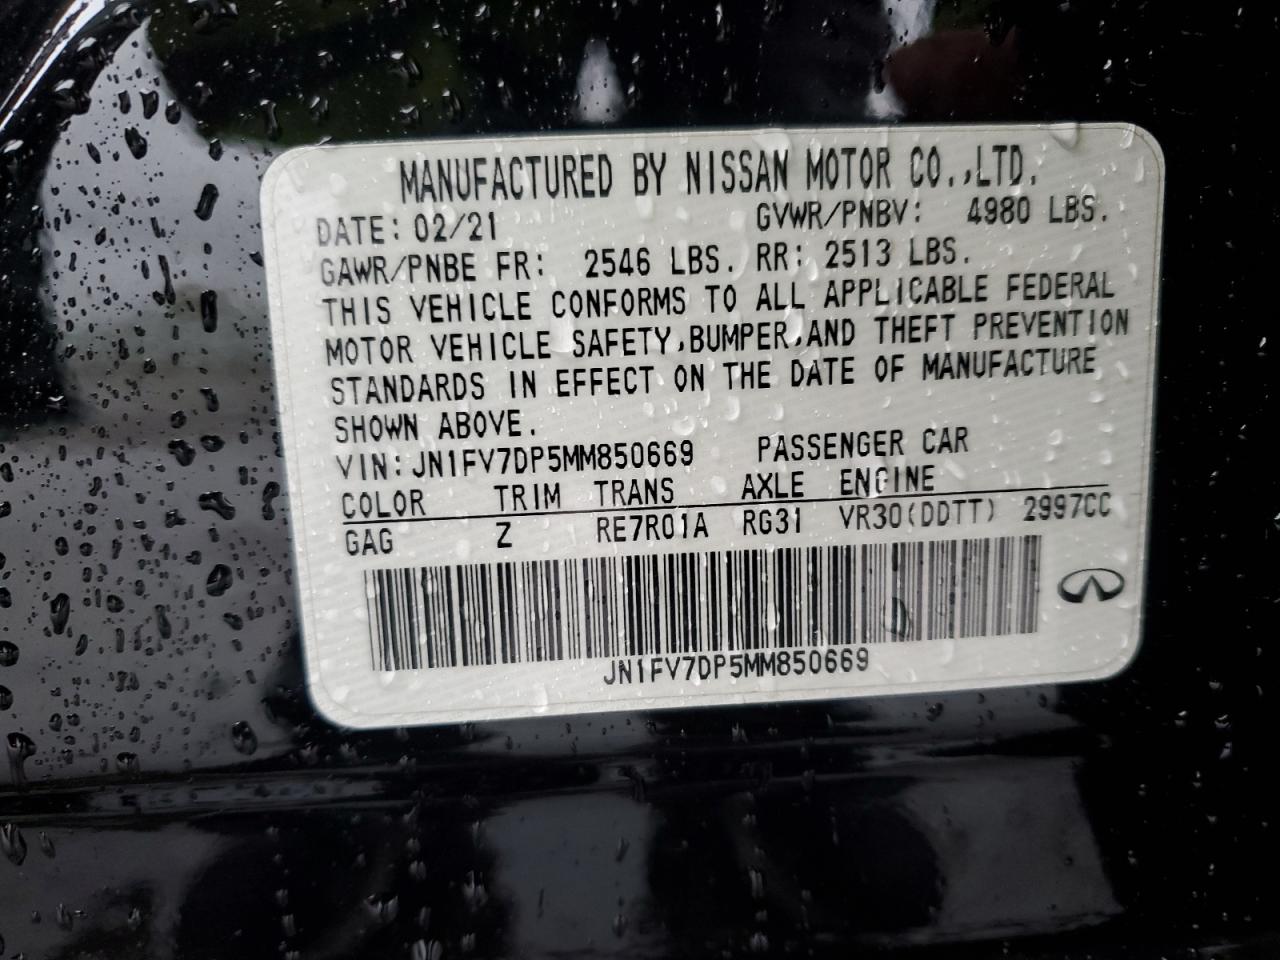 MANUFACTURED BY NISSAN MOTOR CO.,LTD.
DATE: 02/21 GVWR/PNBV: 4980 LBS.
GAWR/PNBE FR: 2546 LBS. RR: 2513 LBS.
THIS VEHICLE CONFORMS TO ALL APPLICABLE FEDERAL
MOTOR VEHICLE SAFETY,BUMPER,AND THEFT PREVENTION
STANDARDS IN EFFECT ON THE DATE OF MANUFACTURE
SHOWN ABOVE.
VIN: JN1FV7DP5MM850669 PASSENGER CAR
COLOR TRIM TRANS AXLE ENGINE
GAG Z RE7R01A RG31 VR30(DDTT) 2997CC
JN1FV7DP5MM850669